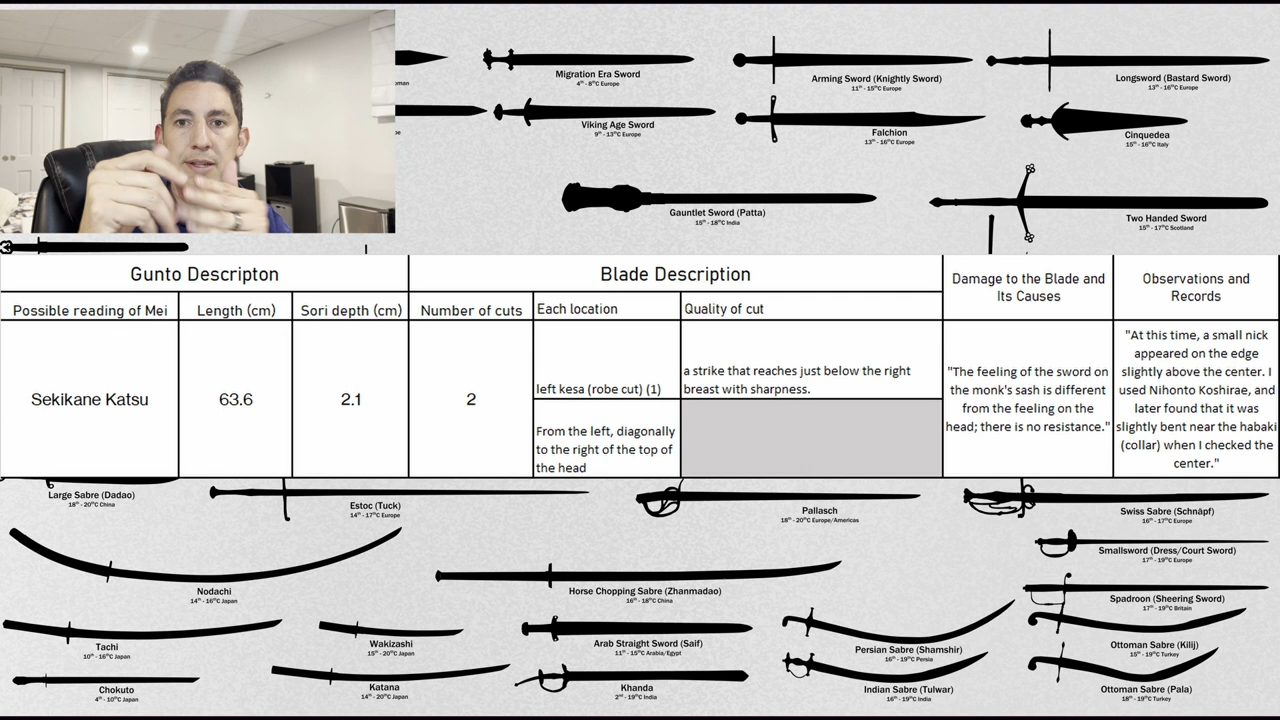 Migration Era Sword
4th - 8thC Europe
Arming Sword (Knightly Sword)
11th - 15thC Europe
Longsword (Bastard Sword)
13th - 16thC Europe
Viking Age Sword
9th - 13thC Europe
Falchion
13th - 16thC Europe
Cinquedea
15th - 16thC Italy
Gauntlet Sword (Patta)
15th - 18thC India
Two Handed Sword
15th - 17thC Scotland
Gunto Descripton
Blade Description
Damage to the Blade and
Its Causes
Observations and
Records
Possible reading of Mei
Length (cm)
Sori depth (cm)
Number of cuts
Each location
Quality of cut
Sekikane Katsu
63.6
2.1
2
left kesa (robe cut) (1)
a strike that reaches just below the right
breast with sharpness.
From the left, diagonally
to the right of the top of
the head
"The feeling of the sword on
the monk's sash is different
from the feeling on the
head; there is no resistance."
"At this time, a small nick
appeared on the edge
slightly above the center. I
used Nihonto Koshirae, and
later found that it was
slightly bent near the habaki
(collar) when I checked the
center."
Large Sabre (Dadao)
18th - 20thC China
Estoc (Tuck)
14th - 17thC Europe
Pallasch
18th - 20thC Europe/Americas
Swiss Sabre (Schnäpf)
16th - 17thC Europe
Smallsword (Dress/Court Sword)
17th - 19thC Europe
Nodachi
14th - 16thC Japan
Horse Chopping Sabre (Zhanmadao)
16th - 18thC China
Spadroon (Sheering Sword)
17th - 19thC Britain
Tachi
10th - 16thC Japan
Wakizashi
15th - 20thC Japan
Arab Straight Sword (Saif)
11th - 15thC Arabia/Egypt
Persian Sabre (Shamshir)
16th - 19thC Persia
Ottoman Sabre (Kilij)
15th - 19thC Turkey
Chokuto
4th - 10thC Japan
Katana
14th - 20thC Japan
Khanda
2nd - 19thC India
Indian Sabre (Tulwar)
16th - 19thC India
Ottoman Sabre (Pala)
18th - 19thC Turkey